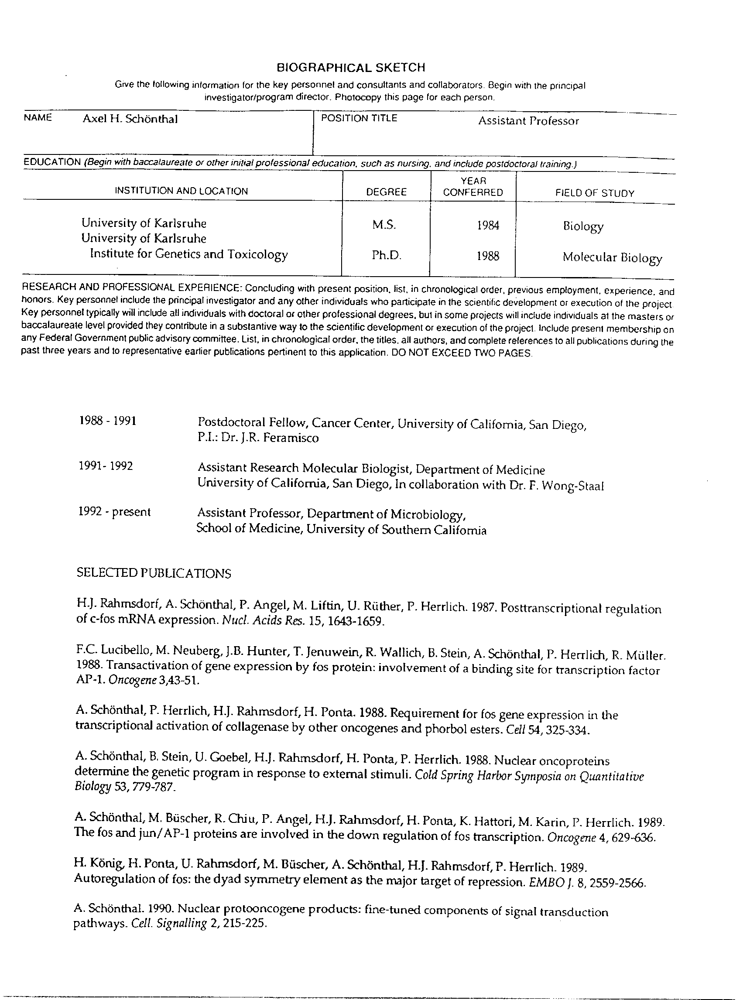 BIOGRAPHICAL SKETCH
Give the following information for the key personnel and consultants and collaborators. Begin with the principal
investigator/program director. Photocopy this page for each person.
NAME Axel H. Schönthal
POSITION TITLE Assistant Professor
EDUCATION (Begin with baccalaureate or other initial professional education, such as nursing, and include postdoctoral training.)
INSTITUTION AND LOCATION DEGREE YEAR CONFERRED FIELD OF STUDY
University of Karlsruhe M.S. 1984 Biology
University of Karlsruhe
Institute for Genetics and Toxicology Ph.D. 1988 Molecular Biology
RESEARCH AND PROFESSIONAL EXPERIENCE: Concluding with present position, list, in chronological order, previous employment, experience, and
honors. Key personnel include the principal investigator and any other individuals who participate in the scientific development or execution of the project.
Key personnel typically will include all individuals with doctoral or other professional degrees, but in some projects will include individuals at the masters or
baccalaureate level provided they contribute in a substantive way to the scientific development or execution of the project. Include present membership on
any Federal Government public advisory committee. List, in chronological order, the titles, all authors, and complete references to all publications during the
past three years and to representative earlier publications pertinent to this application. DO NOT EXCEED TWO PAGES.
1988 - 1991 Postdoctoral Fellow, Cancer Center, University of California, San Diego,
P.I.: Dr. J.R. Feramisco
1991- 1992 Assistant Research Molecular Biologist, Department of Medicine
University of California, San Diego, In collaboration with Dr. F. Wong-Staal
1992 - present Assistant Professor, Department of Microbiology,
School of Medicine, University of Southern California
SELECTED PUBLICATIONS
H.J. Rahmsdorf, A. Schönthal, P. Angel, M. Liftin, U. Rüther, P. Herrlich. 1987. Posttranscriptional regulation
of c-fos mRNA expression. Nucl. Acids Res. 15, 1643-1659.
F.C. Lucibello, M. Neuberg, J.B. Hunter, T. Jenuwein, R. Wallich, B. Stein, A. Schönthal, P. Herrlich, R. Müller.
1988. Transactivation of gene expression by fos protein: involvement of a binding site for transcription factor
AP-1. Oncogene 3,43-51.
A. Schönthal, P. Herrlich, H.J. Rahmsdorf, H. Ponta. 1988. Requirement for fos gene expression in the
transcriptional activation of collagenase by other oncogenes and phorbol esters. Cell 54, 325-334.
A. Schönthal, B. Stein, U. Goebel, H.J. Rahmsdorf, H. Ponta, P. Herrlich. 1988. Nuclear oncoproteins
determine the genetic program in response to external stimuli. Cold Spring Harbor Symposia on Quantitative
Biology 53, 779-787.
A. Schönthal, M. Büscher, R. Chiu, P. Angel, H.J. Rahmsdorf, H. Ponta, K. Hattori, M. Karin, P. Herrlich. 1989.
The fos and jun/AP-1 proteins are involved in the down regulation of fos transcription. Oncogene 4, 629-636.
H. König, H. Ponta, U. Rahmsdorf, M. Büscher, A. Schönthal, H.J. Rahmsdorf, P. Herrlich. 1989.
Autoregulation of fos: the dyad symmetry element as the major target of repression. EMBO J. 8, 2559-2566.
A. Schönthal. 1990. Nuclear protooncogene products: fine-tuned components of signal transduction
pathways. Cell. Signalling 2, 215-225.